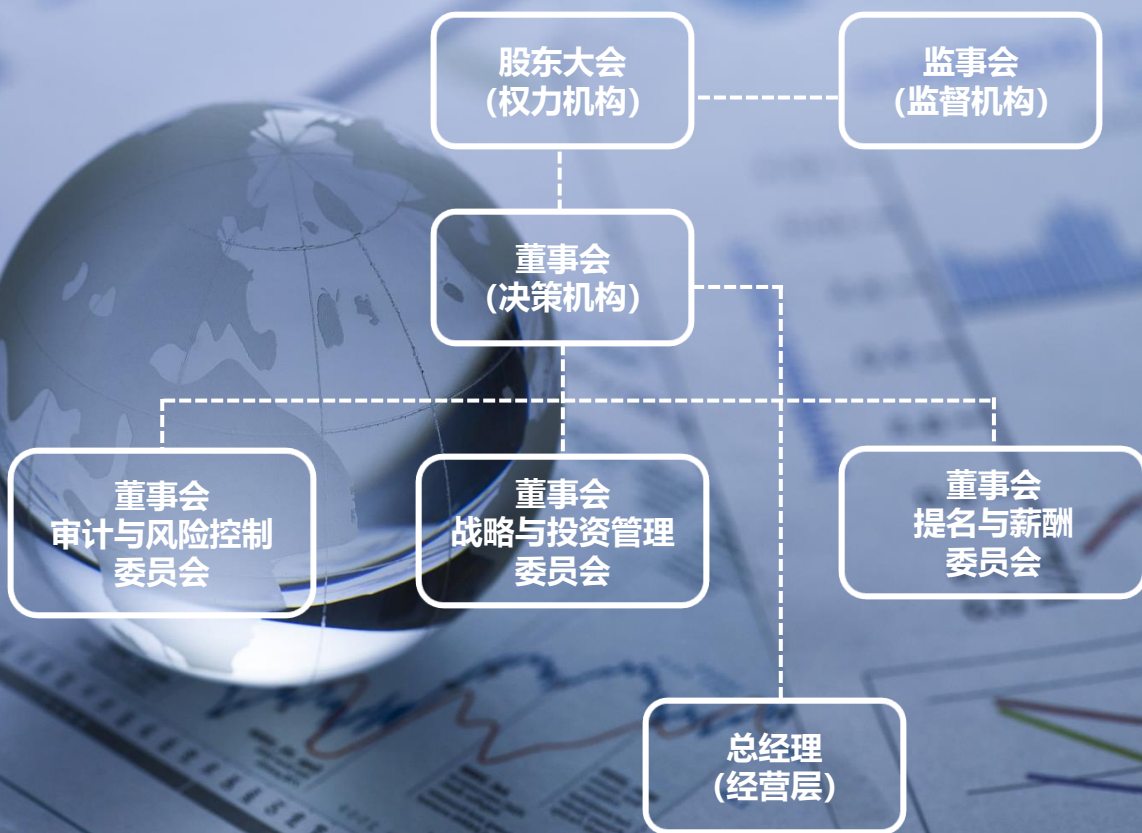 股东大会
（权力机构）
监事会
（监督机构）
董事会
（决策机构）
董事会
审计与风险控制
委员会
董事会
战略与投资管理
委员会
董事会
提名与薪酬
委员会
总经理
（经营层）